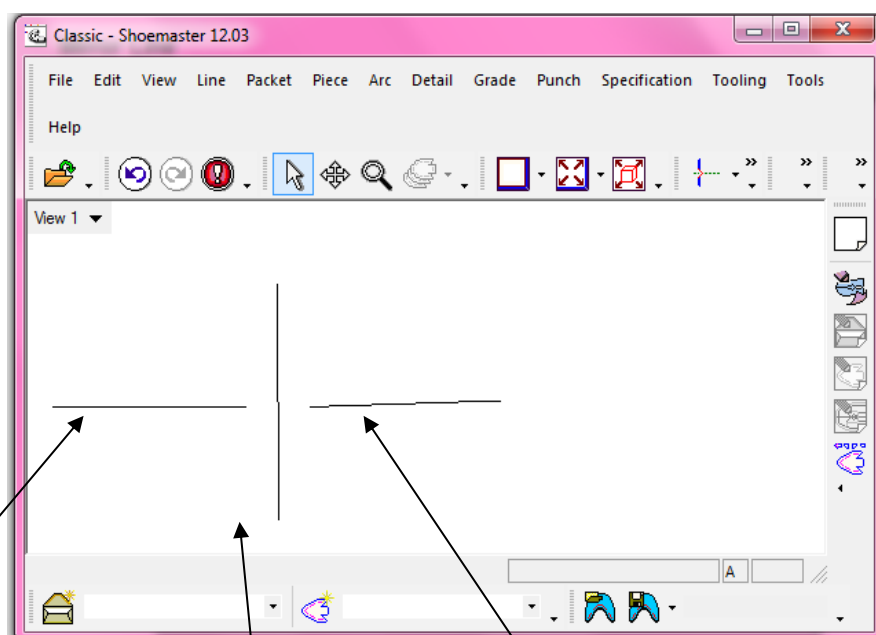 Classic - Shoemaster 12.03
File Edit View Line Packet Piece Arc Detail Grade Punch Specification Tooling Tools
Help
View 1
A